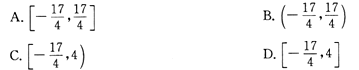 A. [-17/4, 17/4] B. (-17/4, 17/4)
C. [-17/4, 4) D. [-17/4, 4]